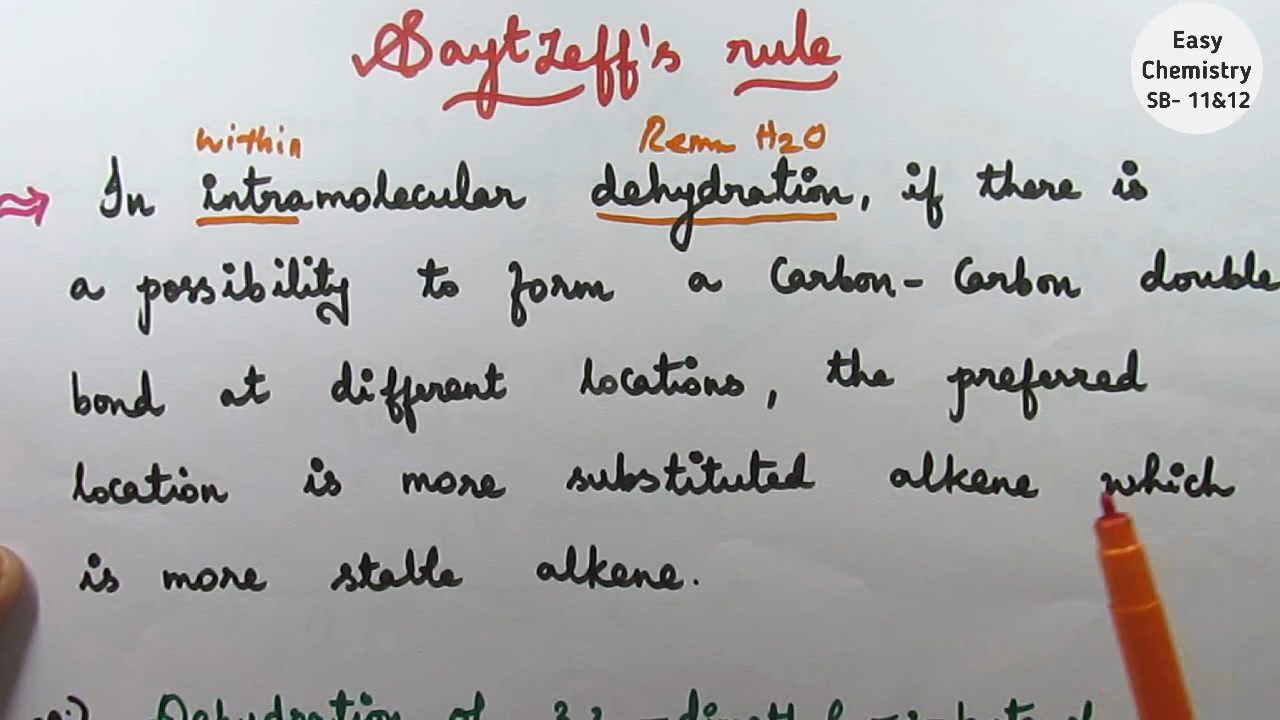 Saytzeff's rule
Easy
Chemistry
SB- 11&12
within
Rem H2O
In intramolecular dehydration, if there is
a possibility to form a Carbon-Carbon double
bond at different locations, the preferred
location is more substituted alkene which
is more stable alkene.
Dehydration of